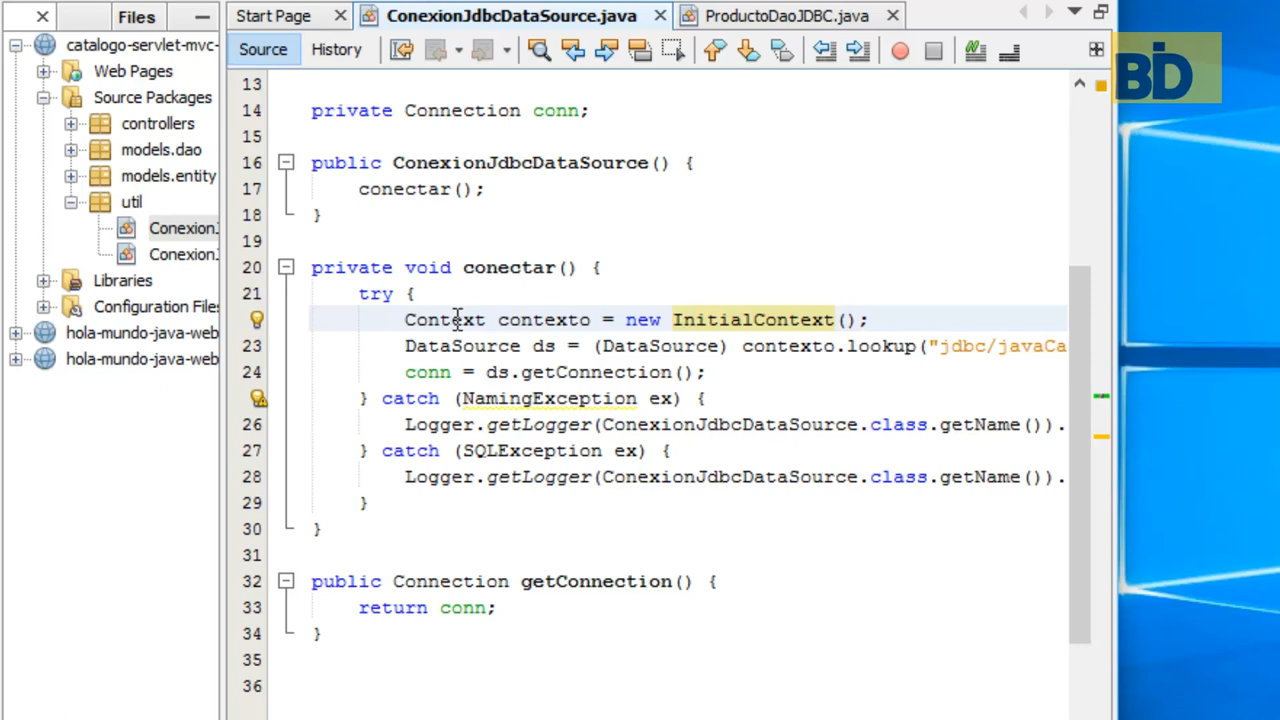 Files
Start Page
ConexionJdbcDataSource.java
ProductoDaoJDBC.java
Source
History
BID
catalogo-servlet-mvc-
Web Pages
Source Packages
controllers
models.dao
models.entity
util
ConexionJ
ConexionJ
Libraries
Configuration Files
hola-mundo-java-web
hola-mundo-java-web
13
14 private Connection conn;
15
16 public ConexionJdbcDataSource() {
17 conectar();
18 }
19
20 private void conectar() {
21 try {
Context contexto = new InitialContext();
23 DataSource ds = (DataSource) contexto.lookup("jdbc/javaCa
24 conn = ds.getConnection();
} catch (NamingException ex) {
26 Logger.getLogger(ConexionJdbcDataSource.class.getName()).
27 } catch (SQLException ex) {
28 Logger.getLogger(ConexionJdbcDataSource.class.getName()).
29 }
30 }
31
32 public Connection getConnection() {
33 return conn;
34 }
35
36